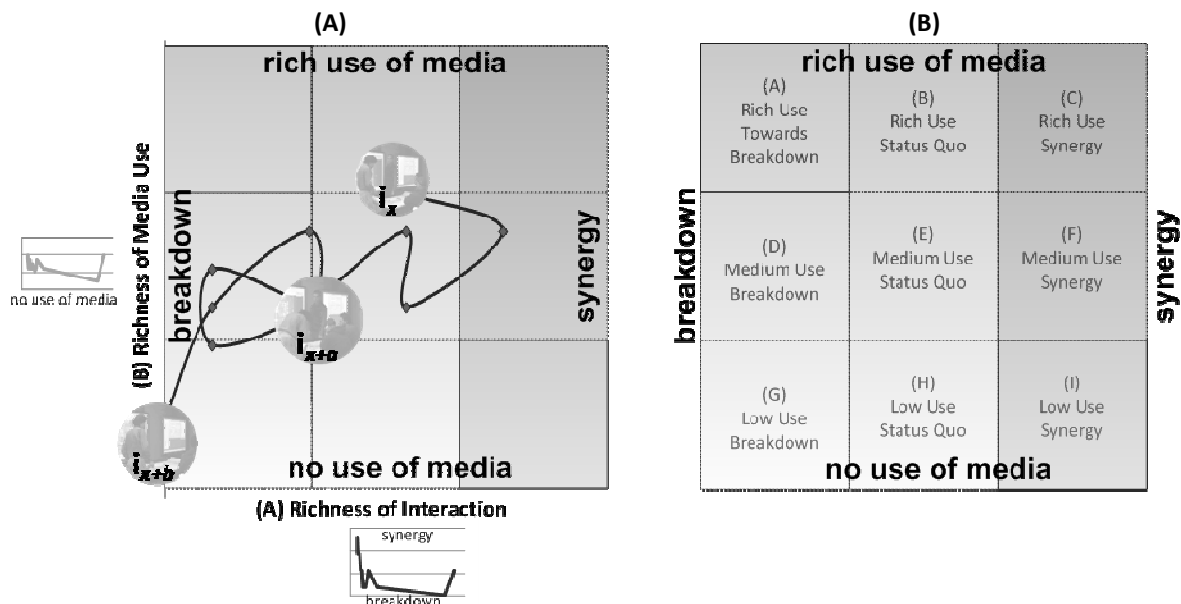 (A)
rich use of media
breakdown
synergy
(B) Richness of Media Use
no use of media
i_x
i_x+a
i_x+b
no use of media
(A) Richness of Interaction
synergy
breakdown
(B)
rich use of media
(A)
Rich Use
Towards
Breakdown
(B)
Rich Use
Status Quo
(C)
Rich Use
Synergy
breakdown
synergy
(D)
Medium Use
Breakdown
(E)
Medium Use
Status Quo
(F)
Medium Use
Synergy
(G)
Low Use
Breakdown
(H)
Low Use
Status Quo
(I)
Low Use
Synergy
no use of media